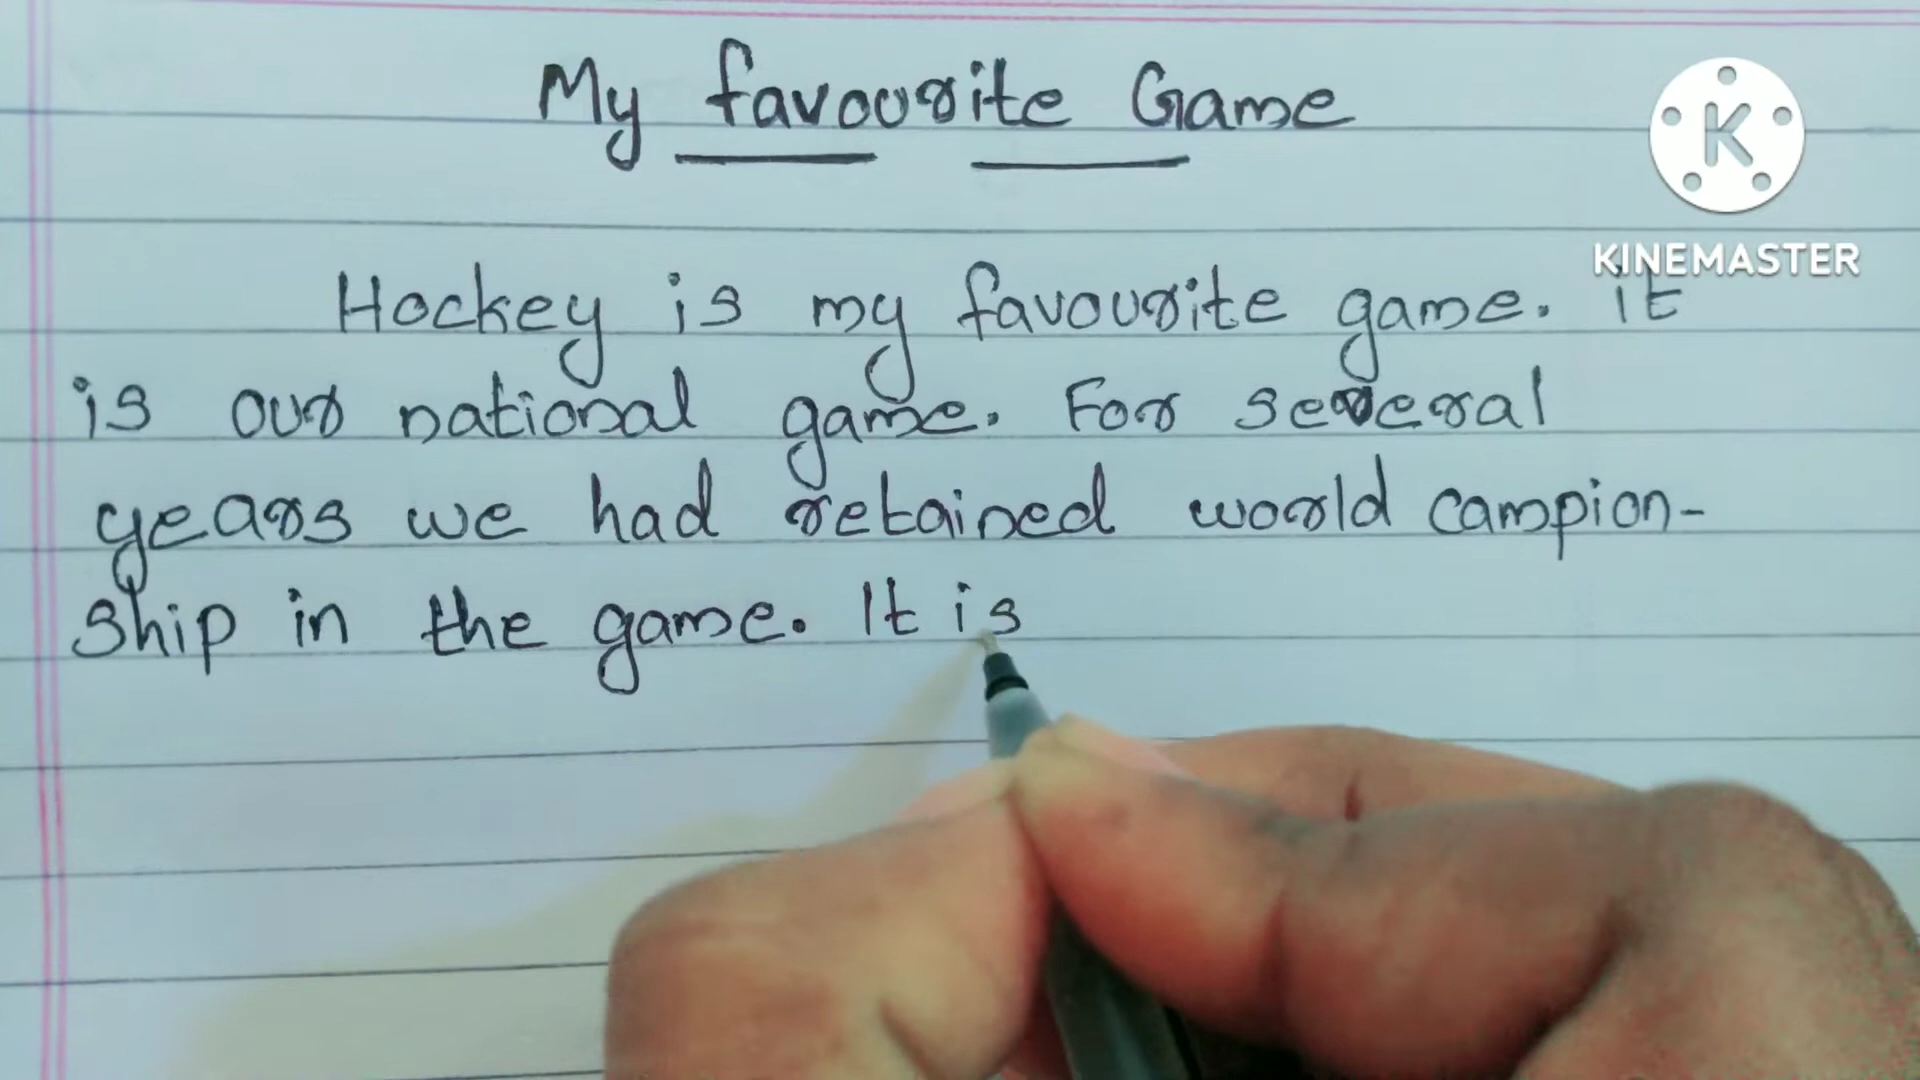 My favourite Game
KINEMASTER
Hockey is my favourite game. it
is our national game. For several
years we had retained world campion-
ship in the game. It is